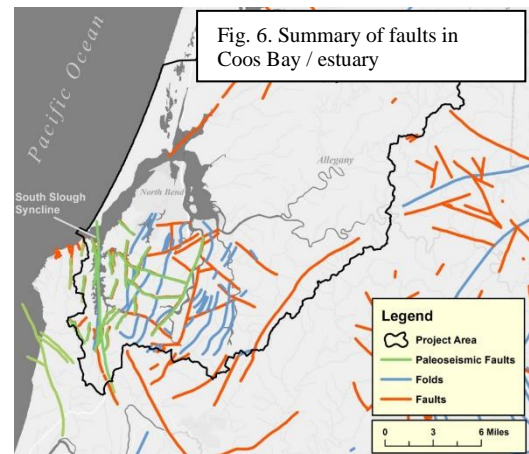 Fig. 6. Summary of faults in
Coos Bay / estuary
Pacific Ocean
Allegany
North Bend
South Slough
Syncline
Legend
Project Area
Paleoseismic Faults
Folds
Faults
0 3 6 Miles